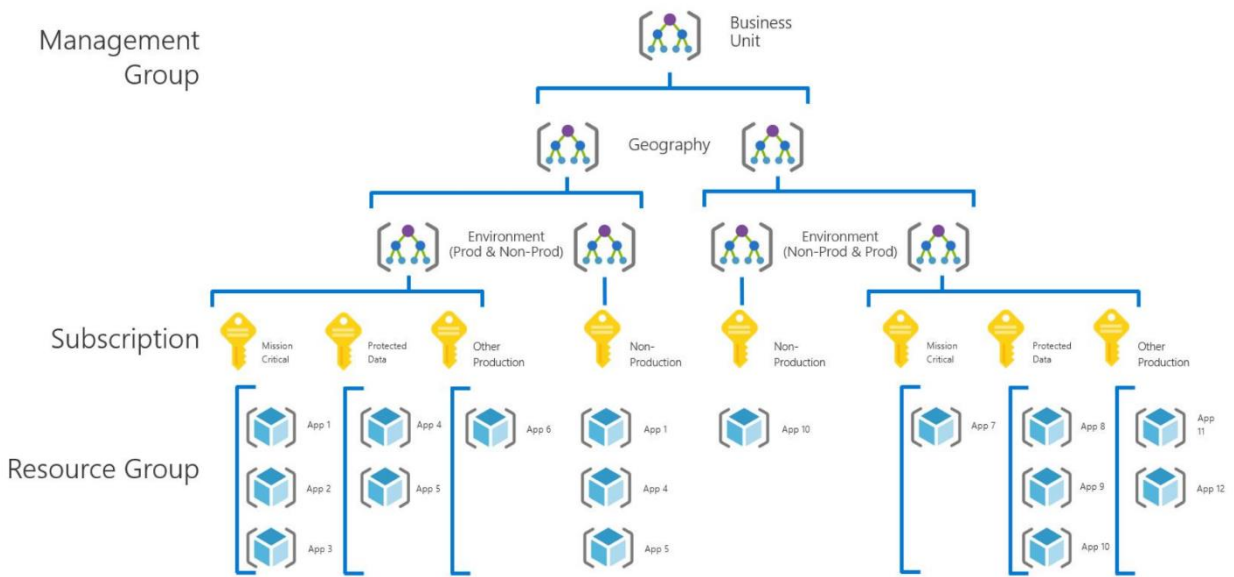 Management
Group
Business
Unit
Geography
Environment
(Prod & Non-Prod)
Environment
(Non-Prod & Prod)
Subscription
Mission
Critical
Protected
Data
Other
Production
Non-
Production
Non-
Production
Mission
Critical
Protected
Data
Other
Production
Resource Group
App 1
App 4
App 6
App 1
App 10
App 7
App 8
App
11
App 2
App 5
App 4
App 9
App 12
App 3
App 5
App 10